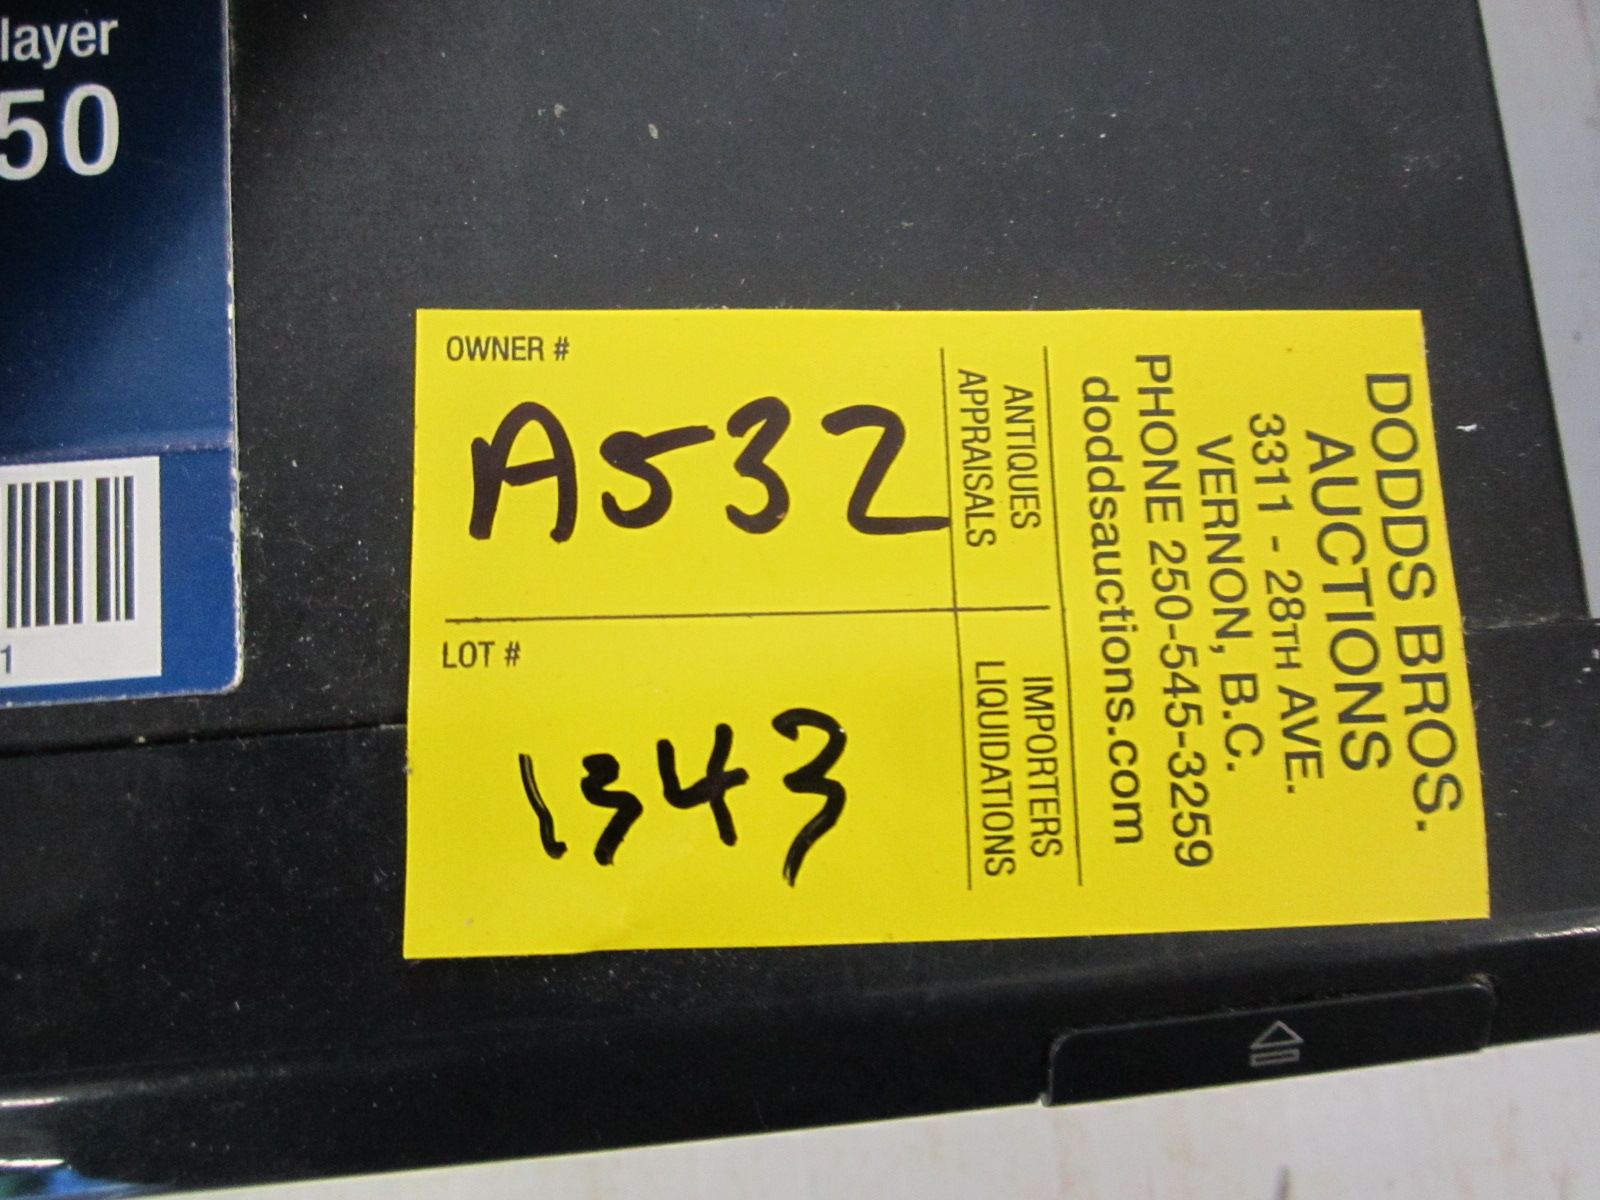 layer
50
1
OWNER #
A532
LOT #
1343
ANTIQUES
APPRAISALS
IMPORTERS
LIQUIDATIONS
DODDS BROS.
AUCTIONS
3311 - 28TH AVE.
VERNON, B.C.
PHONE 250-545-3259
doddsauctions.com